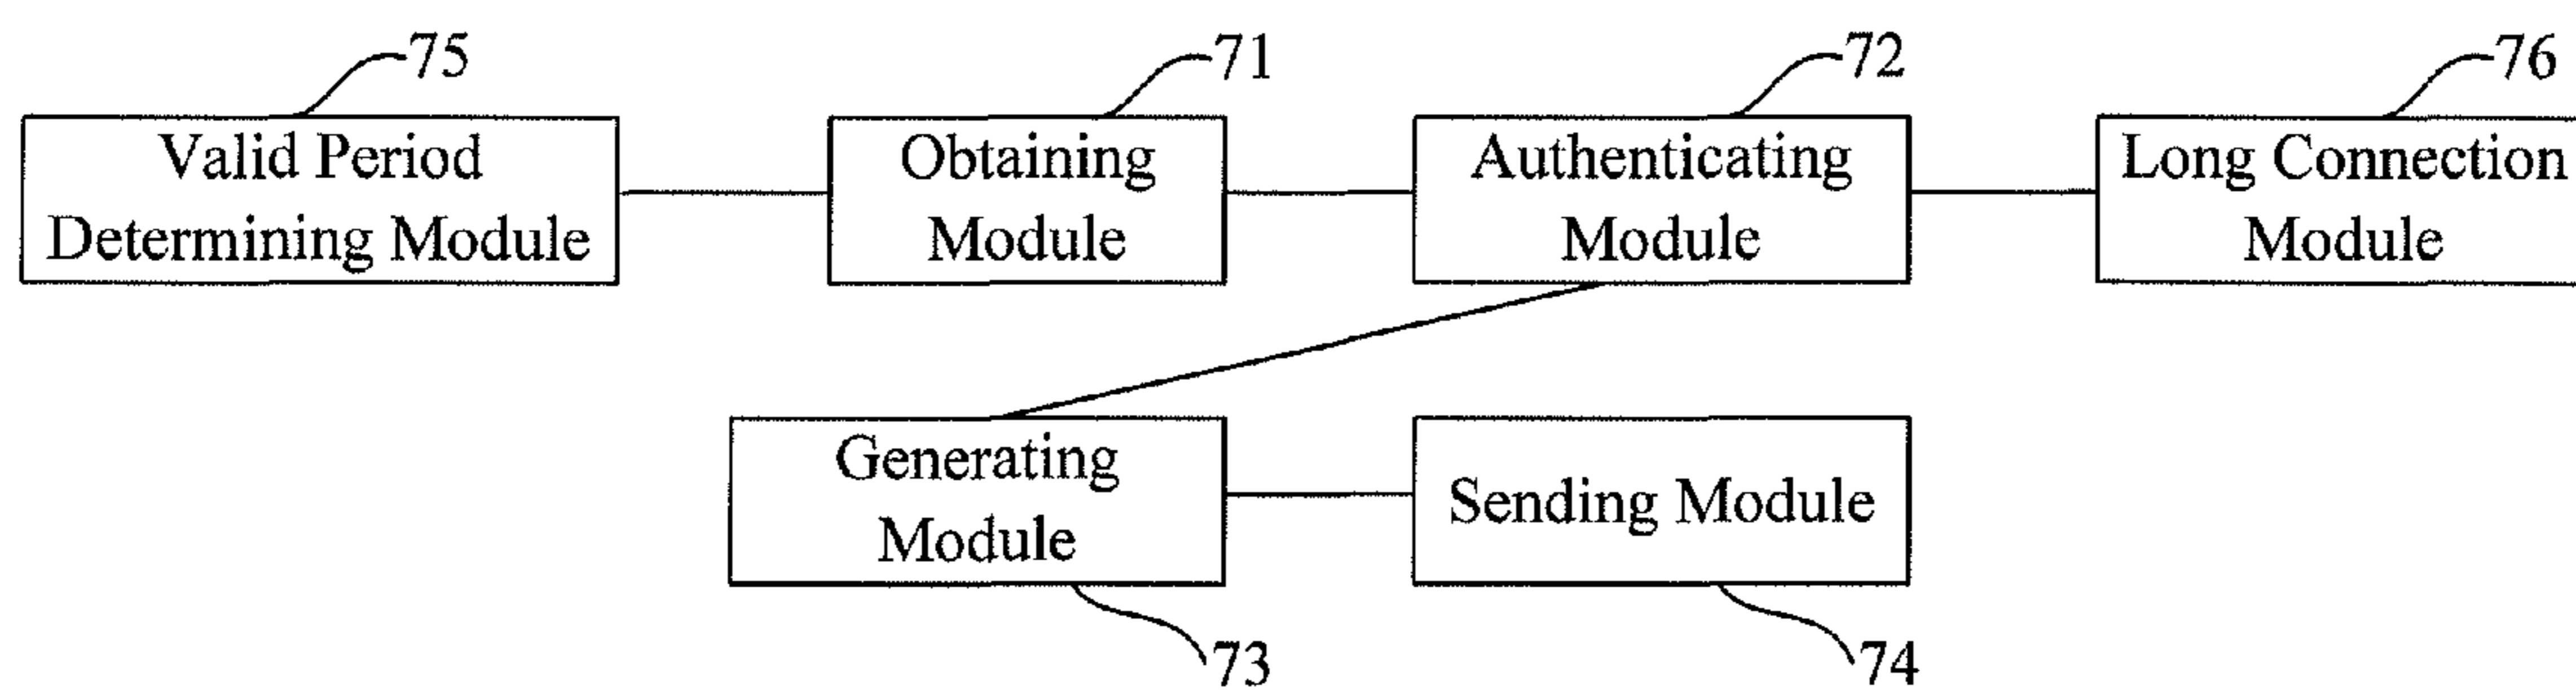 75
71
72
76
Valid Period
Determining Module
Obtaining
Module
Authenticating
Module
Long Connection
Module
Generating
Module
Sending Module
73
74